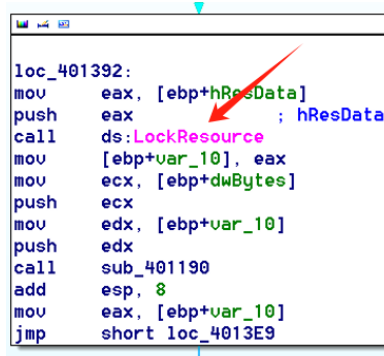 loc_401392:
mov eax, [ebp+hResData]
push eax ; hResData
call ds:LockResource
mov [ebp+var_10], eax
mov ecx, [ebp+dwBytes]
push ecx
mov edx, [ebp+var_10]
push edx
call sub_401190
add esp, 8
mov eax, [ebp+var_10]
jmp short loc_4013E9